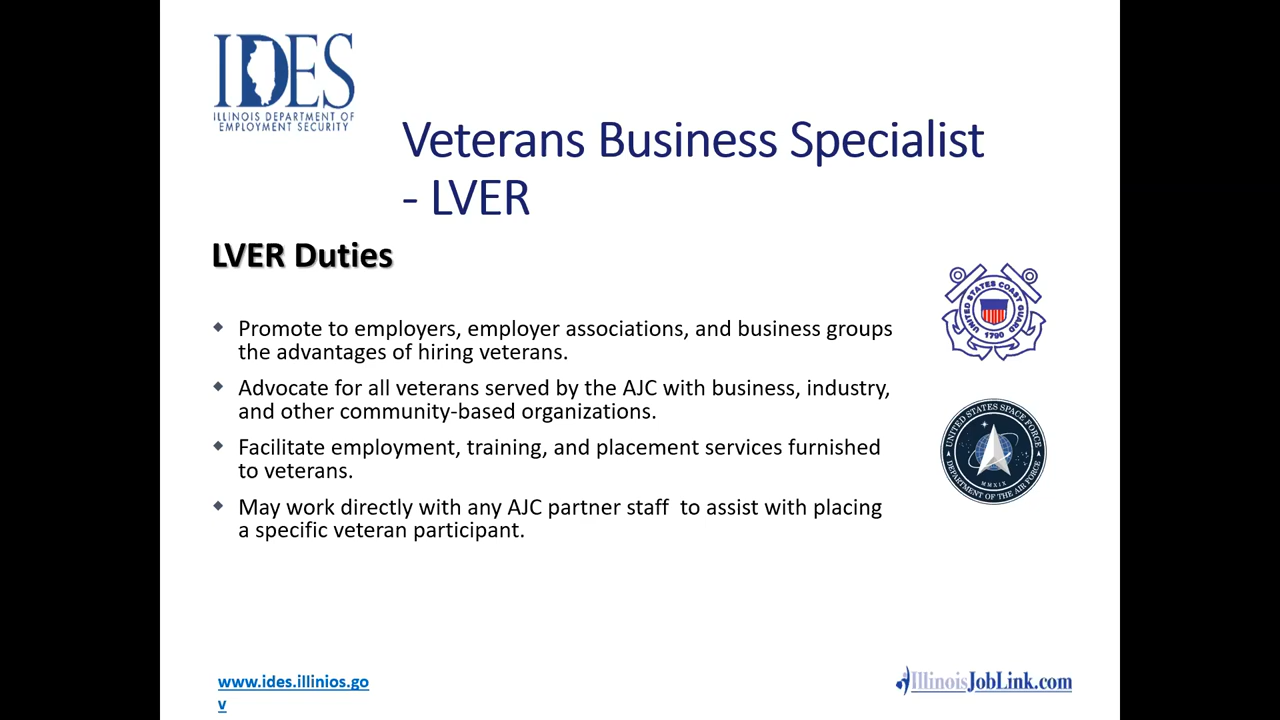 IDES
ILLINOIS DEPARTMENT OF
EMPLOYMENT SECURITY
Veterans Business Specialist
- LVER
LVER Duties
Promote to employers, employer associations, and business groups
the advantages of hiring veterans.
Advocate for all veterans served by the AJC with business, industry,
and other community-based organizations.
Facilitate employment, training, and placement services furnished
to veterans.
May work directly with any AJC partner staff  to assist with placing
a specific veteran participant.
UNITED STATES COAST GUARD
1790
UNITED STATES SPACE FORCE
MMXIX
DEPARTMENT OF THE AIR FORCE
www.ides.illinios.go
v
IllinoisJobLink.com